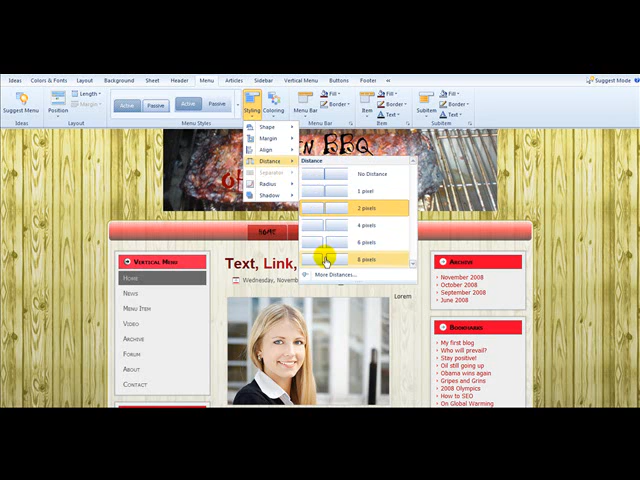 Ideas Colors & Fonts Layout Background Sheet Header Menu Articles Sidebar Vertical Menu Buttons Footer Suggest Mode
Suggest Menu
Position
Length
Margin
Active Passive
Active Passive
Styling
Coloring
Menu Bar
Fill
Border
Item
Fill
Border
Text
SubItem
Fill
Border
Text
Ideas Layout Menu Styles Menu Bar Item SubItem
Shape
Margin
Align
Distance
Separator
Radius
Shadow
Distance
No Distance
1 pixel
2 pixels
4 pixels
6 pixels
8 pixels
More Distances...
BBQ
HOME
Vertical Menu
Home
News
Menu Item
Video
Archive
Forum
About
Contact
Text, Link,
Wednesday, Novem
Lorem
Archive
November 2008
October 2008
September 2008
June 2008
Bookmarks
My first blog
Who will prevail?
Stay positive!
Oil still going up
Obama wins again
Gripes and Grins
2008 Olympics
How to SEO
On Global Warming